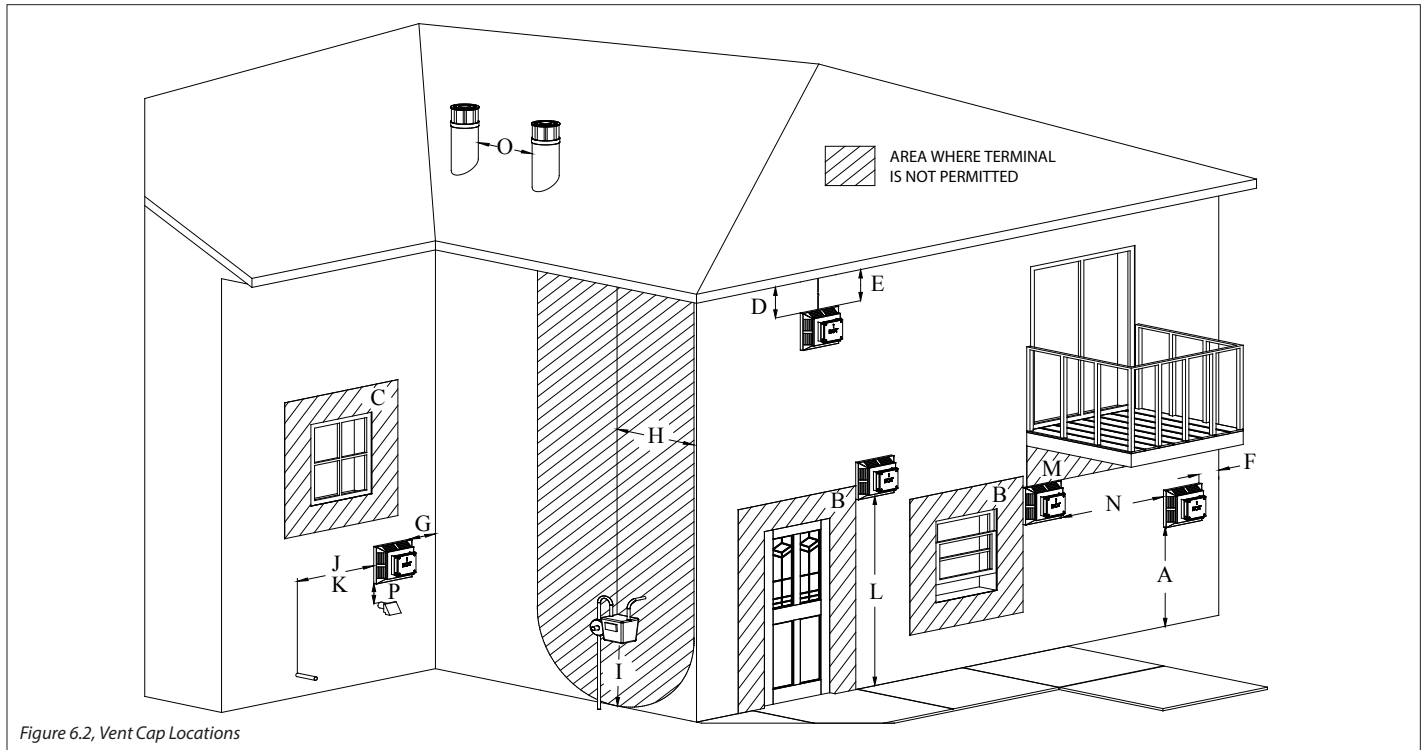 O
AREA WHERE TERMINAL
IS NOT PERMITTED
D
E
C
H
G
B
B
M
F
N
J
K
P
L
A
I
Figure 6.2, Vent Cap Locations